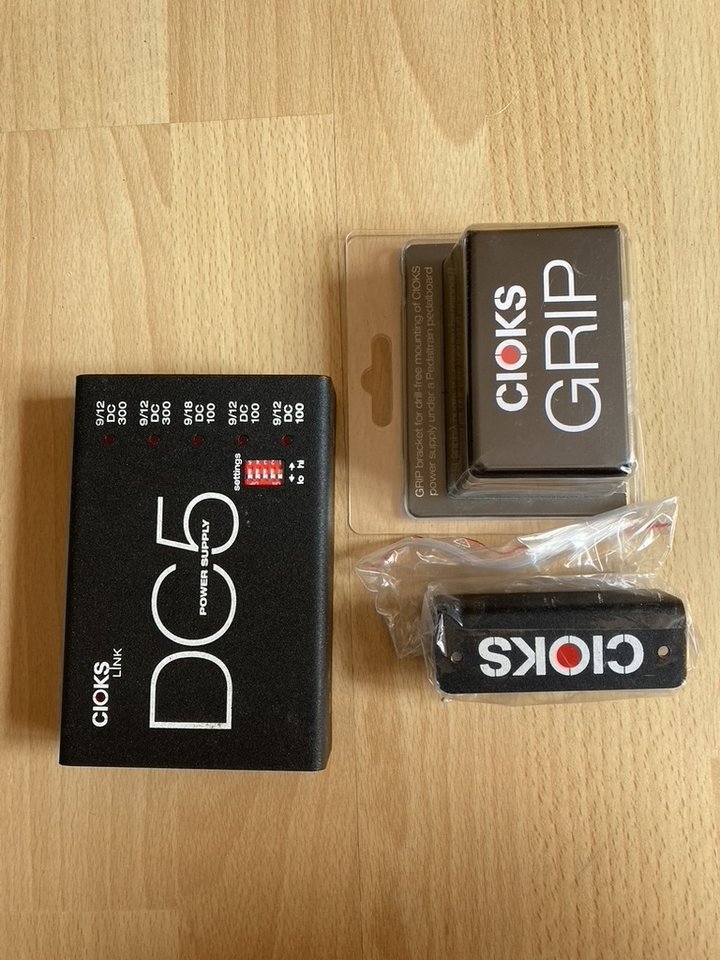 CIOKS
LINK
DC5
POWER SUPPLY
settings
lo hi
9/12
DC
300
9/12
DC
300
9/18
DC
100
9/12
DC
100
9/12
DC
100
CIOKS
GRIP
GRIP bracket for drill-free mounting of CIOKS
power supply under a Pedaltrain pedalboard
CIOKS